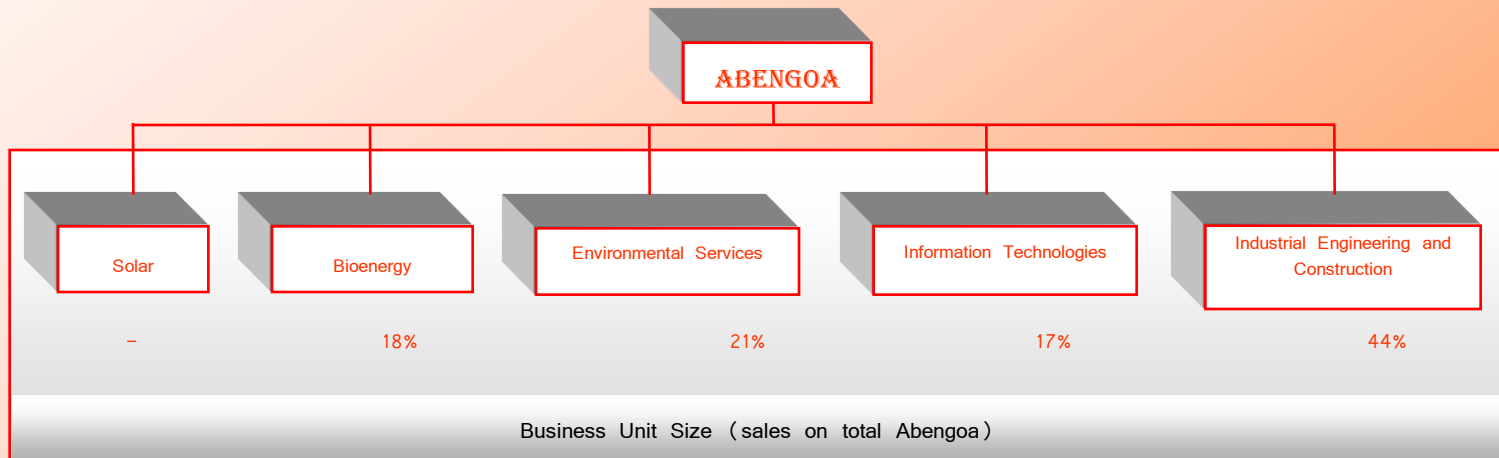 ABENGOA
Solar
Bioenergy
Environmental Services
Information Technologies
Industrial Engineering and
Construction
–
18%
21%
17%
44%
Business Unit Size (sales on total Abengoa)